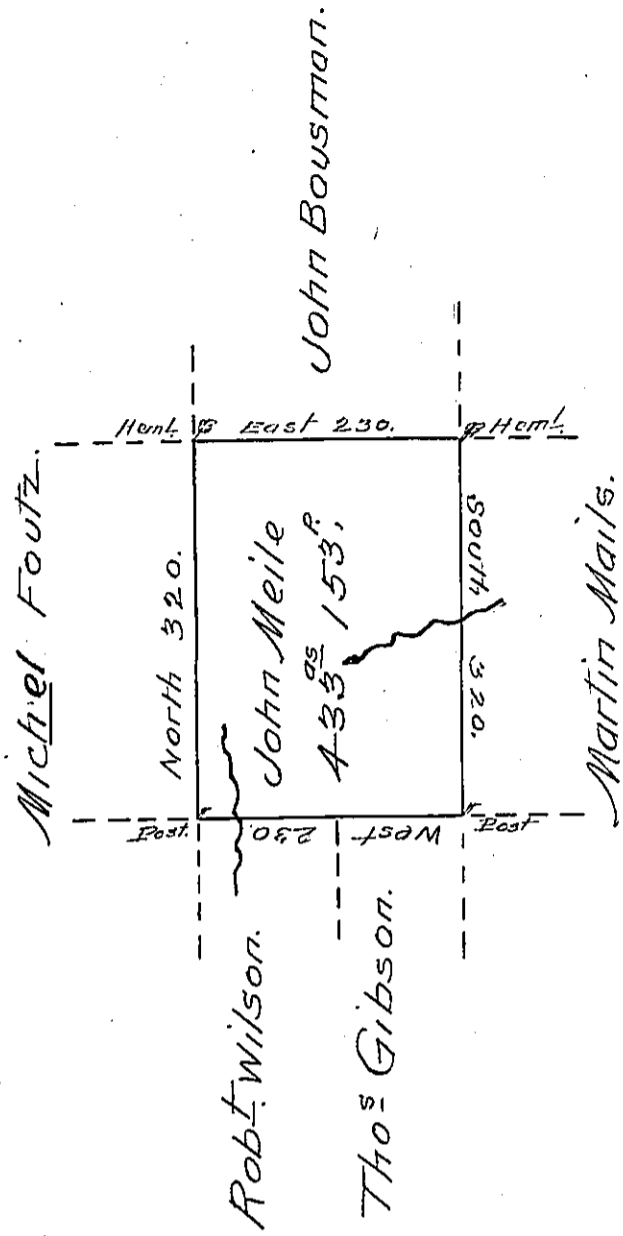 Michel Foutz.
North 320.
Heml.
East 230.
John Bousman.
John Meile
433 as 153 P.
Post.
West 230.
Post
South 320.
Heml.
Robt. Wilson.
Thos Gibson.
Martin Mails.